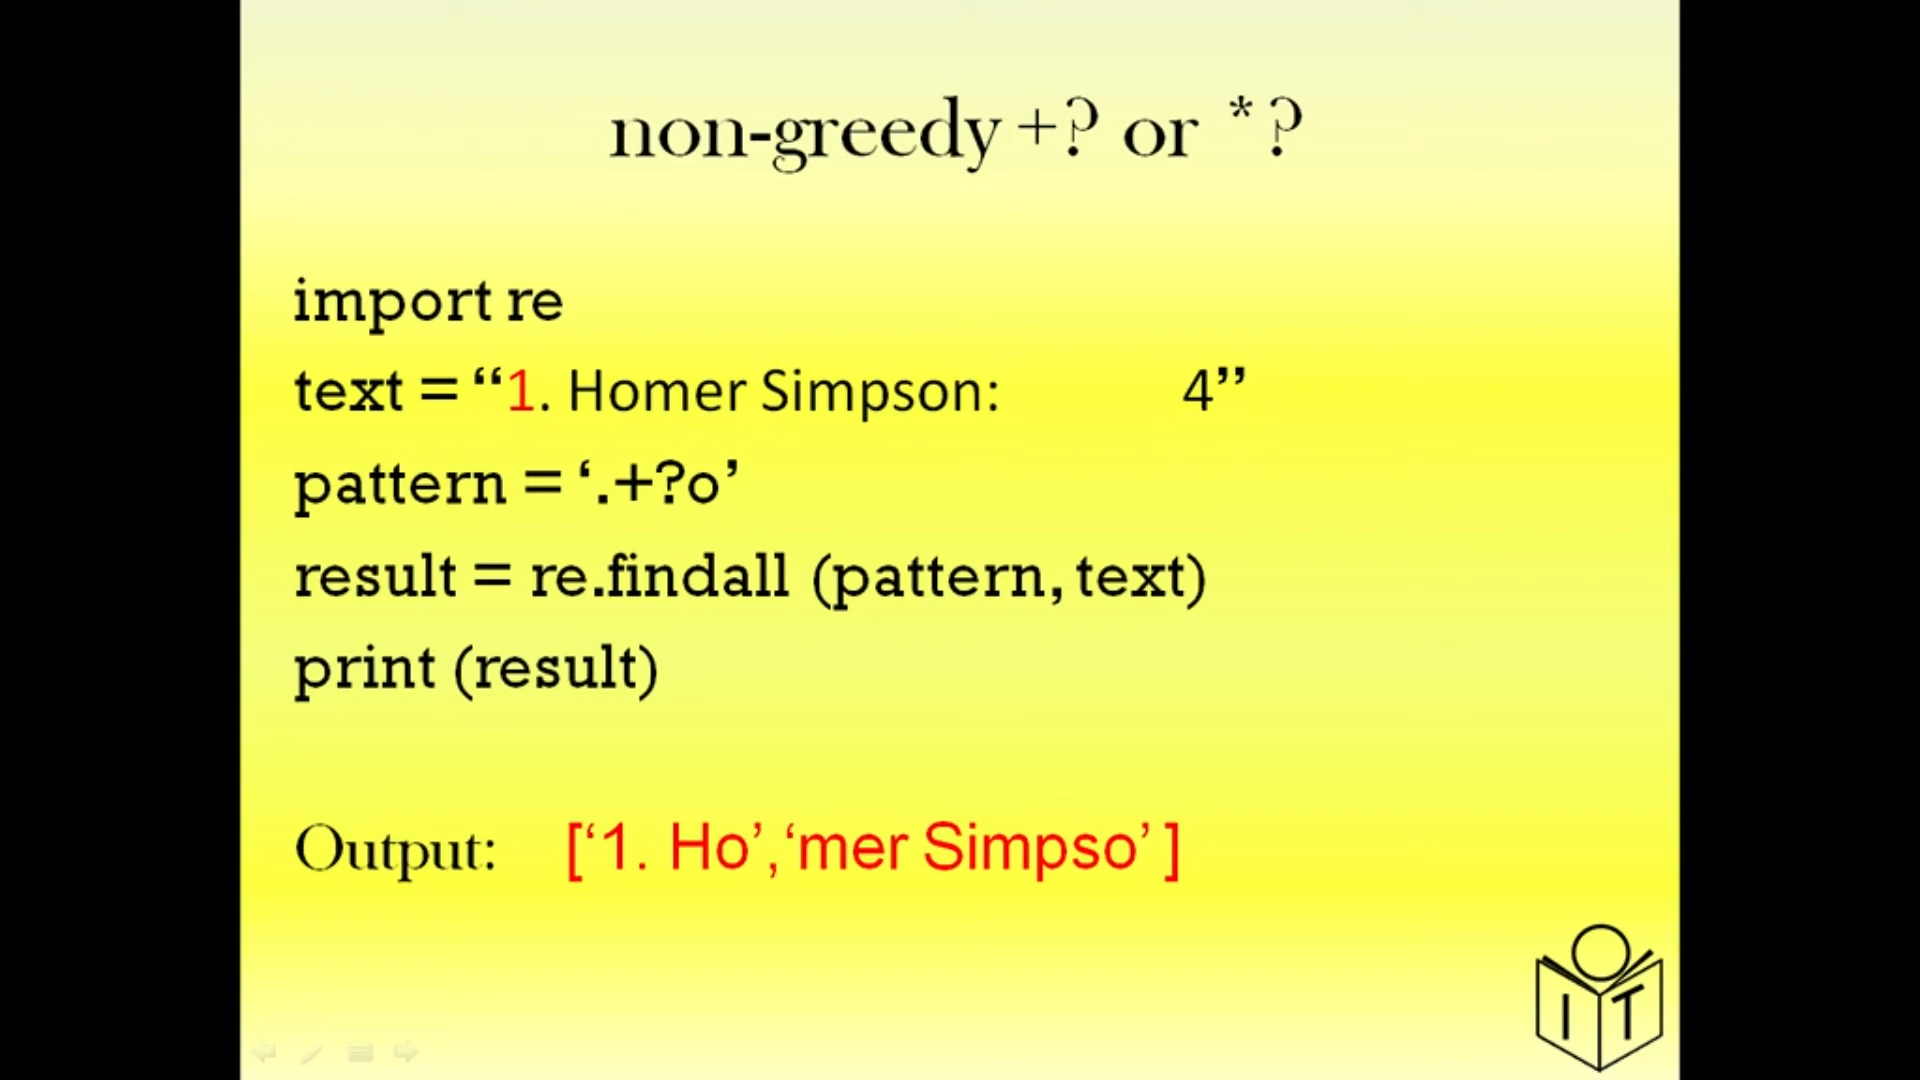 non-greedy +? or *?
import re
text = “1. Homer Simpson: 4”
pattern = ‘.+?o’
result = re.findall (pattern, text)
print (result)
Output: [‘1. Ho’,‘mer Simpso’ ]
I T